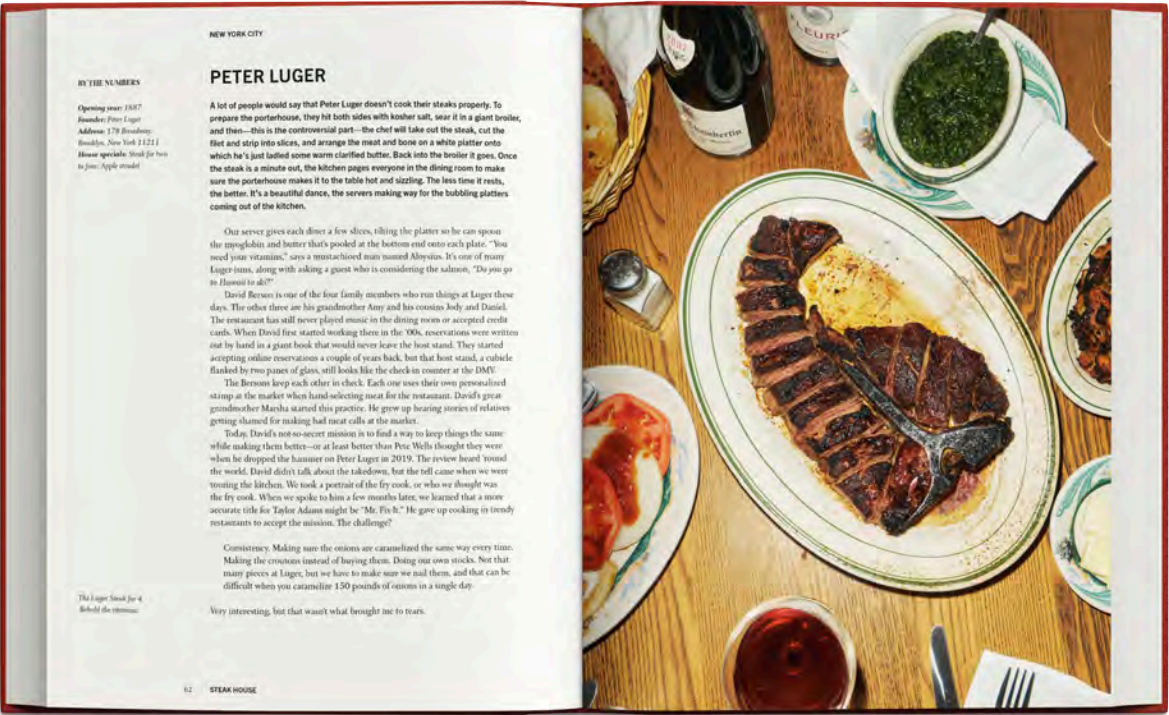 NEW YORK CITY
BY THE NUMBERS
Opening year: 1887
Founder: Peter Luger
Address: 178 Broadway,
Brooklyn, New York 11211
House specials: Steak for two
to four; Apple strudel
PETER LUGER
A lot of people would say that Peter Luger doesn't cook their steaks properly. To
prepare the porterhouse, they hit both sides with kosher salt, sear it in a giant broiler,
and then—this is the controversial part—the chef will take out the steak, cut the
filet and strip into slices, and arrange the meat and bone on a white platter onto
which he's just ladled some warm clarified butter. Back into the broiler it goes. Once
the steak is a minute out, the kitchen pages everyone in the dining room to make
sure the porterhouse makes it to the table hot and sizzling. The less time it rests,
the better. It's a beautiful dance, the servers making way for the bubbling platters
coming out of the kitchen.
Our server gives each diner a few slices, tilting the platter so he can spoon
the myoglobin and butter that's pooled at the bottom end onto each plate. "You
need your vitamins," says a mustachioed man named Aloysius. It's one of many
Luger-isms, along with asking a guest who is considering the salmon, "Do you go
to Hawaii to ski?"
David Berson is one of the four family members who run things at Luger these
days. The other three are his grandmother Amy and his cousins Jody and Daniel.
The restaurant has still never played music in the dining room or accepted credit
cards. When David first started working there in the '00s, reservations were written
out by hand in a giant book that would never leave the host stand. They started
accepting online reservations a couple of years back, but that host stand, a cubicle
flanked by two panes of glass, still looks like the check-in counter at the DMV.
The Bersons keep each other in check. Each one uses their own personalized
stamp at the market when hand-selecting meat for the restaurant. David's great
grandmother Marsha started this practice. He grew up hearing stories of relatives
getting shamed for making bad meat calls at the market.
Today, David's not-so-secret mission is to find a way to keep things the same
while making them better—or at least better than Pete Wells thought they were
when he dropped the hammer on Peter Luger in 2019. The review heard 'round
the world. David didn't talk about the takedown, but the tell came when we were
touring the kitchen. We took a portrait of the fry cook, or who we thought was
the fry cook. When we spoke to him a few months later, we learned that a more
accurate title for Taylor Adams might be "Mr. Fix-It." He gave up cooking in trendy
restaurants to accept the mission. The challenge?
Consistency. Making sure the onions are caramelized the same way every time.
Making the croutons instead of buying them. Doing our own stocks. Not that
many pieces at Luger, but we have to make sure we nail them, and that can be
difficult when you caramelize 150 pounds of onions in a single day.
Very interesting, but that wasn't what brought me to tears.
The Luger Steak for 4.
Behold the
62 STEAK HOUSE
FLEURIE